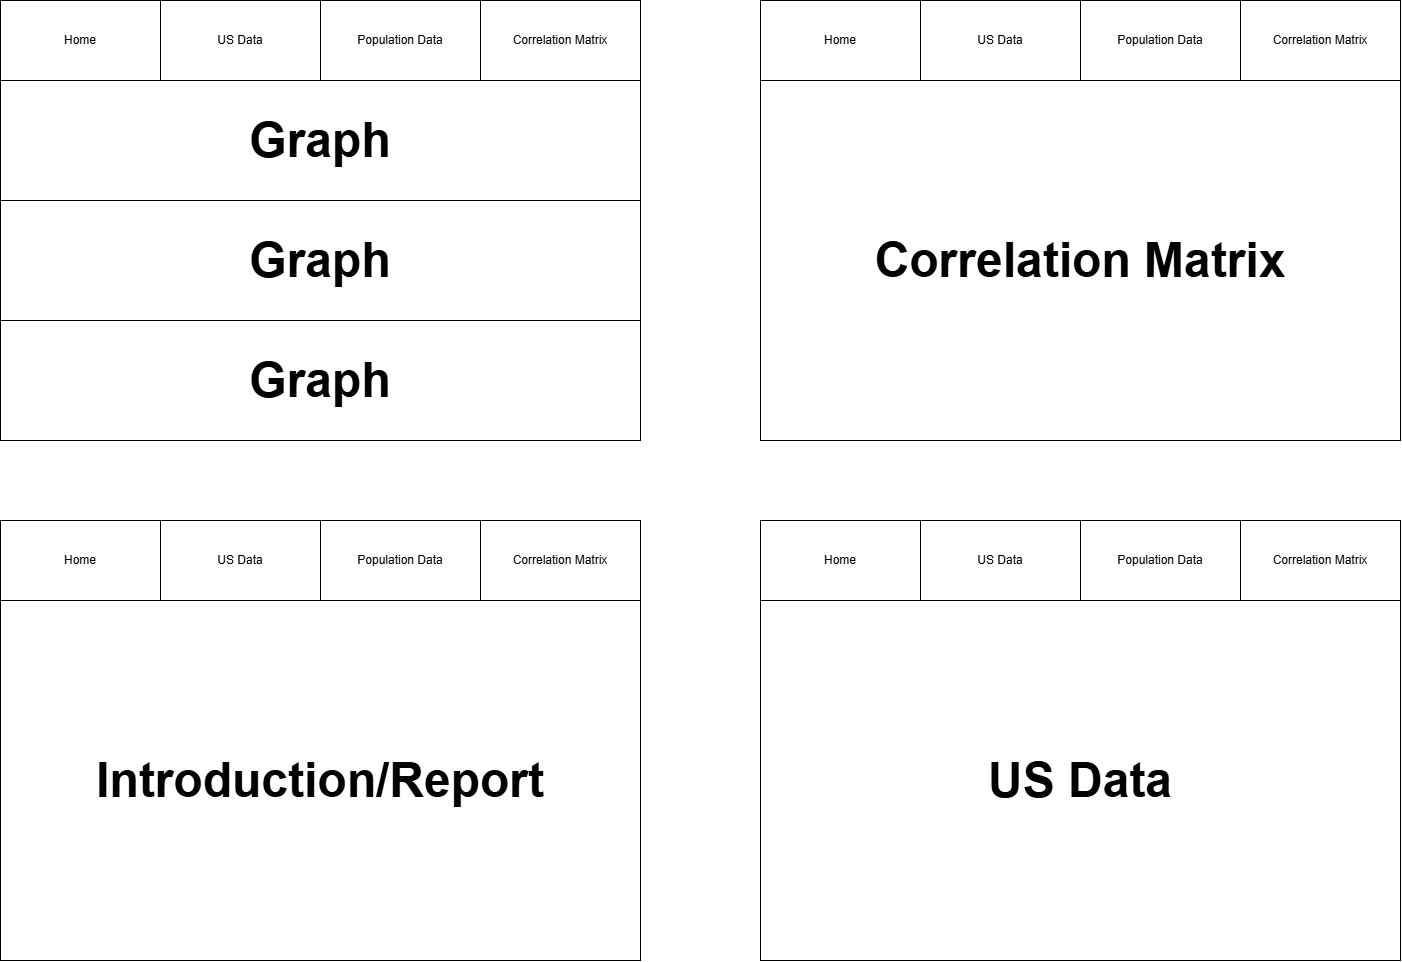 Home US Data Population Data Correlation Matrix
Graph
Graph
Graph
Home US Data Population Data Correlation Matrix
Correlation Matrix
Home US Data Population Data Correlation Matrix
Introduction/Report
Home US Data Population Data Correlation Matrix
US Data